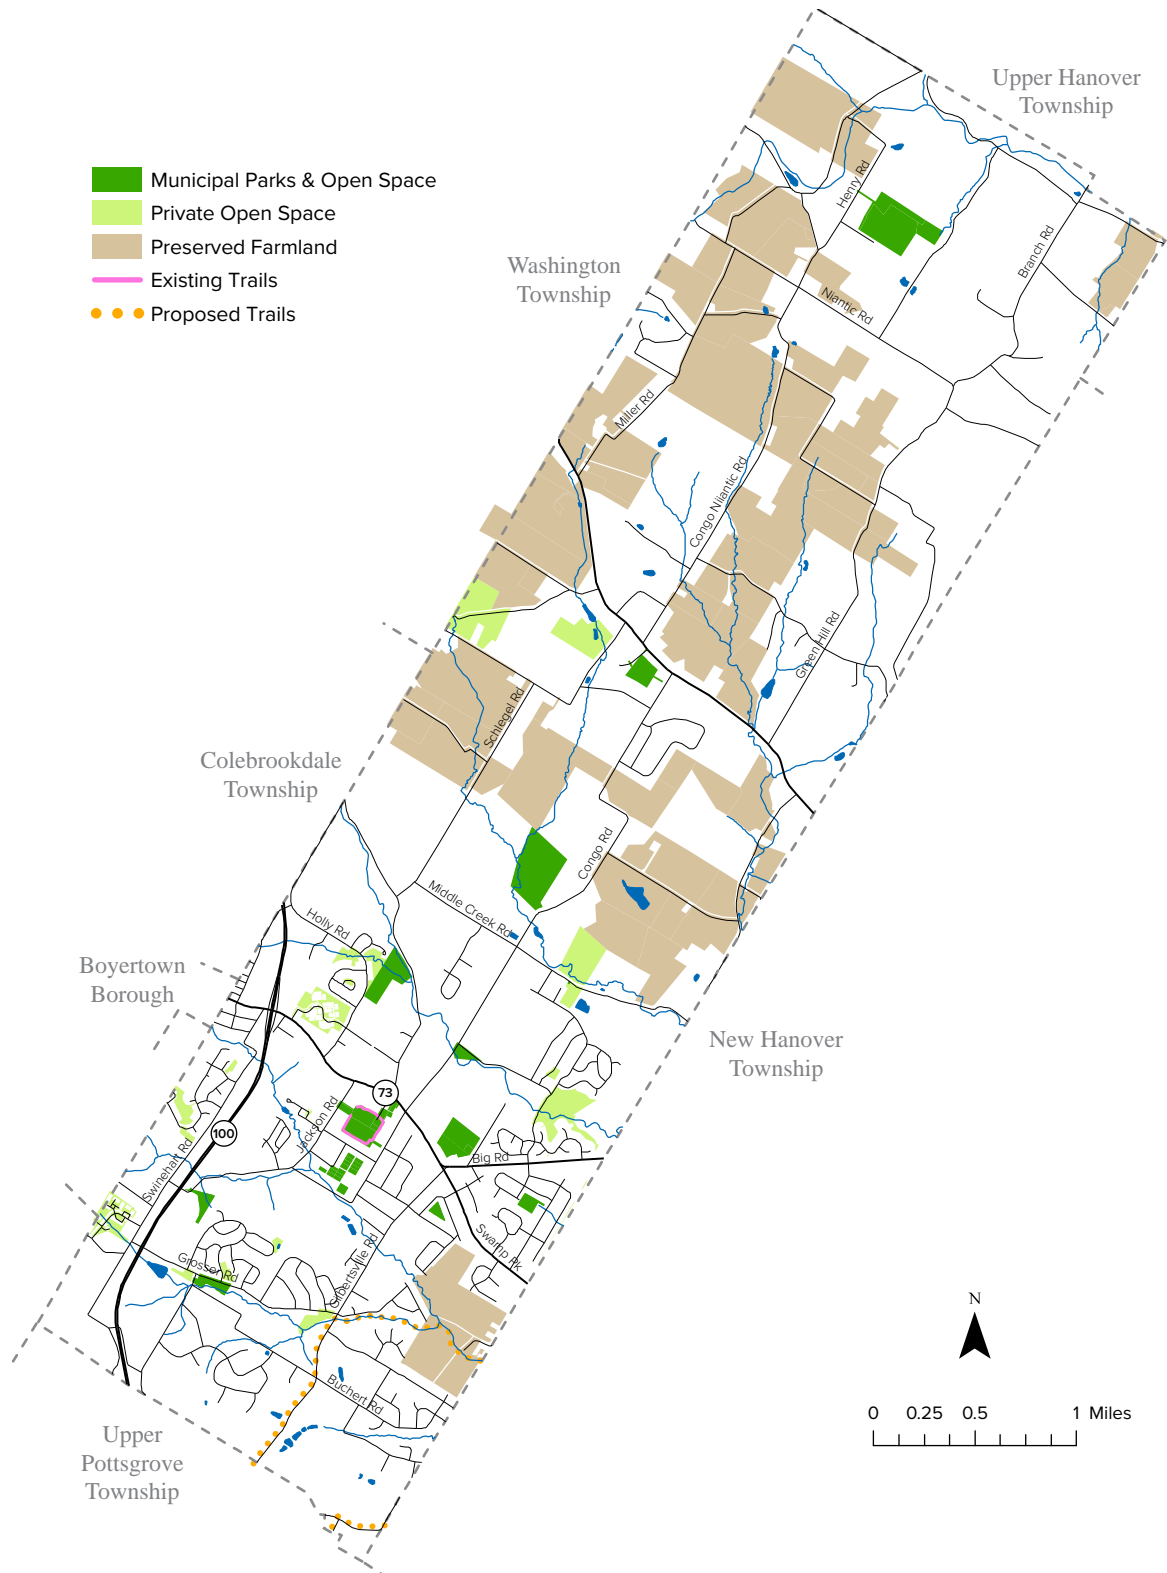 Upper Hanover
Township
Municipal Parks & Open Space
Private Open Space
Preserved Farmland
Existing Trails
Proposed Trails
Henry Rd
Branch Rd
Washington
Township
Niantic Rd
Miller Rd
Congo Niiantic Rd
Green Hill Rd
Schlegel Rd
Colebrookdale
Township
Congo Rd
Middle Creek Rd
Holly Rd
Boyertown
Borough
New Hanover
Township
73
Jackson Rd
100
Big Rd
Swinehart Rd
Swamp Pk
Grosser Rd
Gilbertsville Rd
N
Buchert Rd
0 0.25 0.5 1 Miles
Upper
Pottsgrove
Township